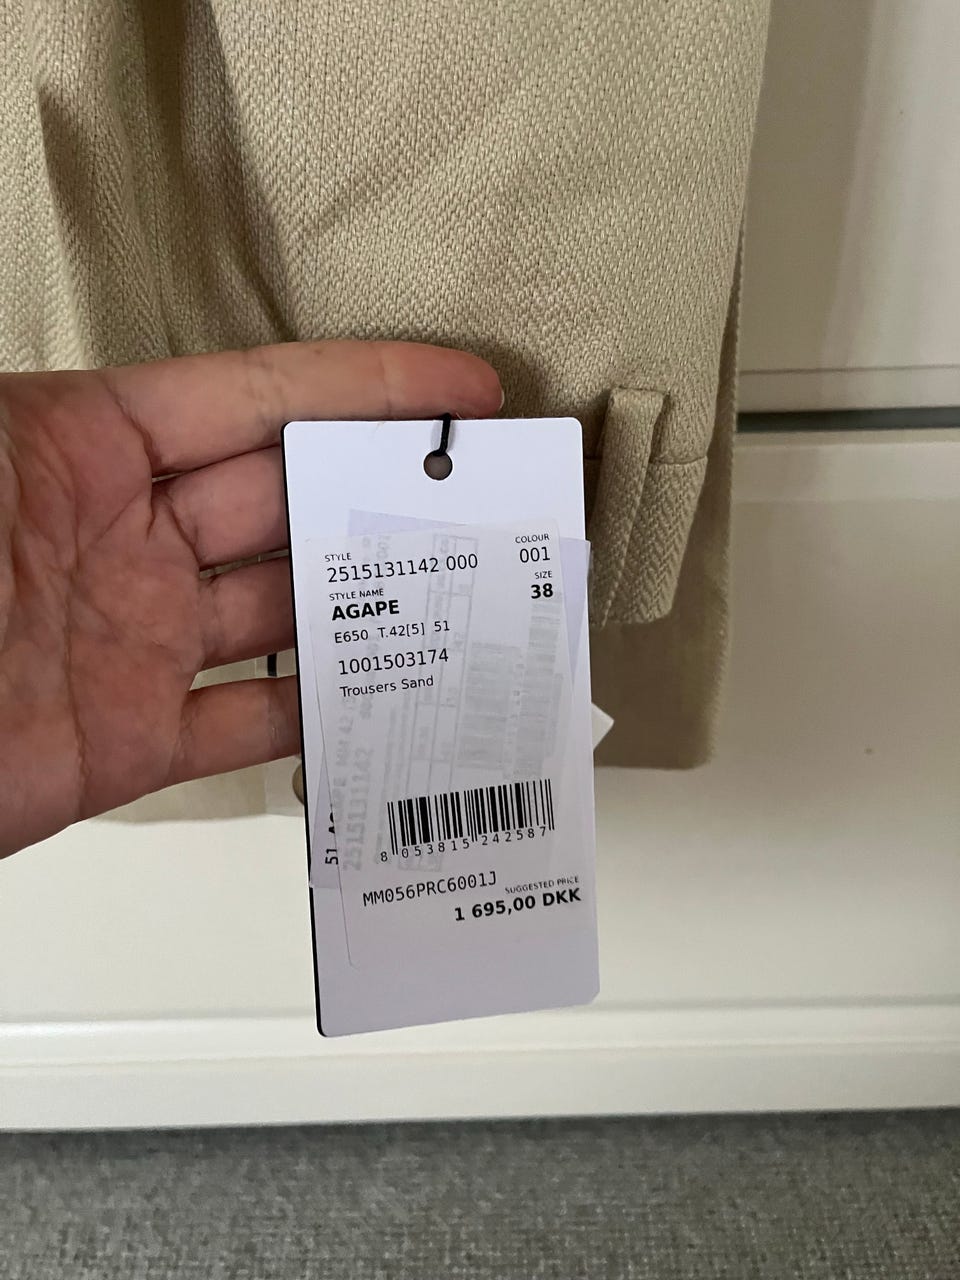 STYLE
2515131142 000
COLOUR
001
STYLE NAME
AGAPE
SIZE
38
E650 T.42[5] 51
1001503174
Trousers Sand
8 053815 242587
MM056PRC6001J
SUGGESTED PRICE
1 695,00 DKK
2515131142